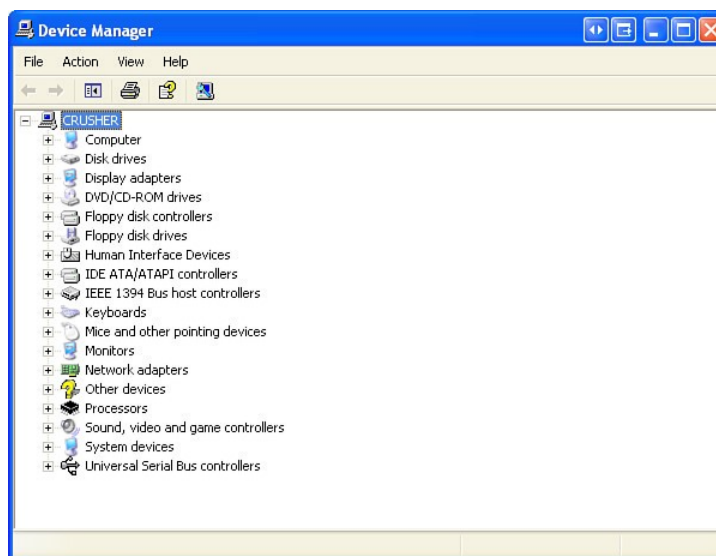 Device Manager
File Action View Help
CRUSHER
Computer
Disk drives
Display adapters
DVD/CD-ROM drives
Floppy disk controllers
Floppy disk drives
Human Interface Devices
IDE ATA/ATAPI controllers
IEEE 1394 Bus host controllers
Keyboards
Mice and other pointing devices
Monitors
Network adapters
Other devices
Processors
Sound, video and game controllers
System devices
Universal Serial Bus controllers